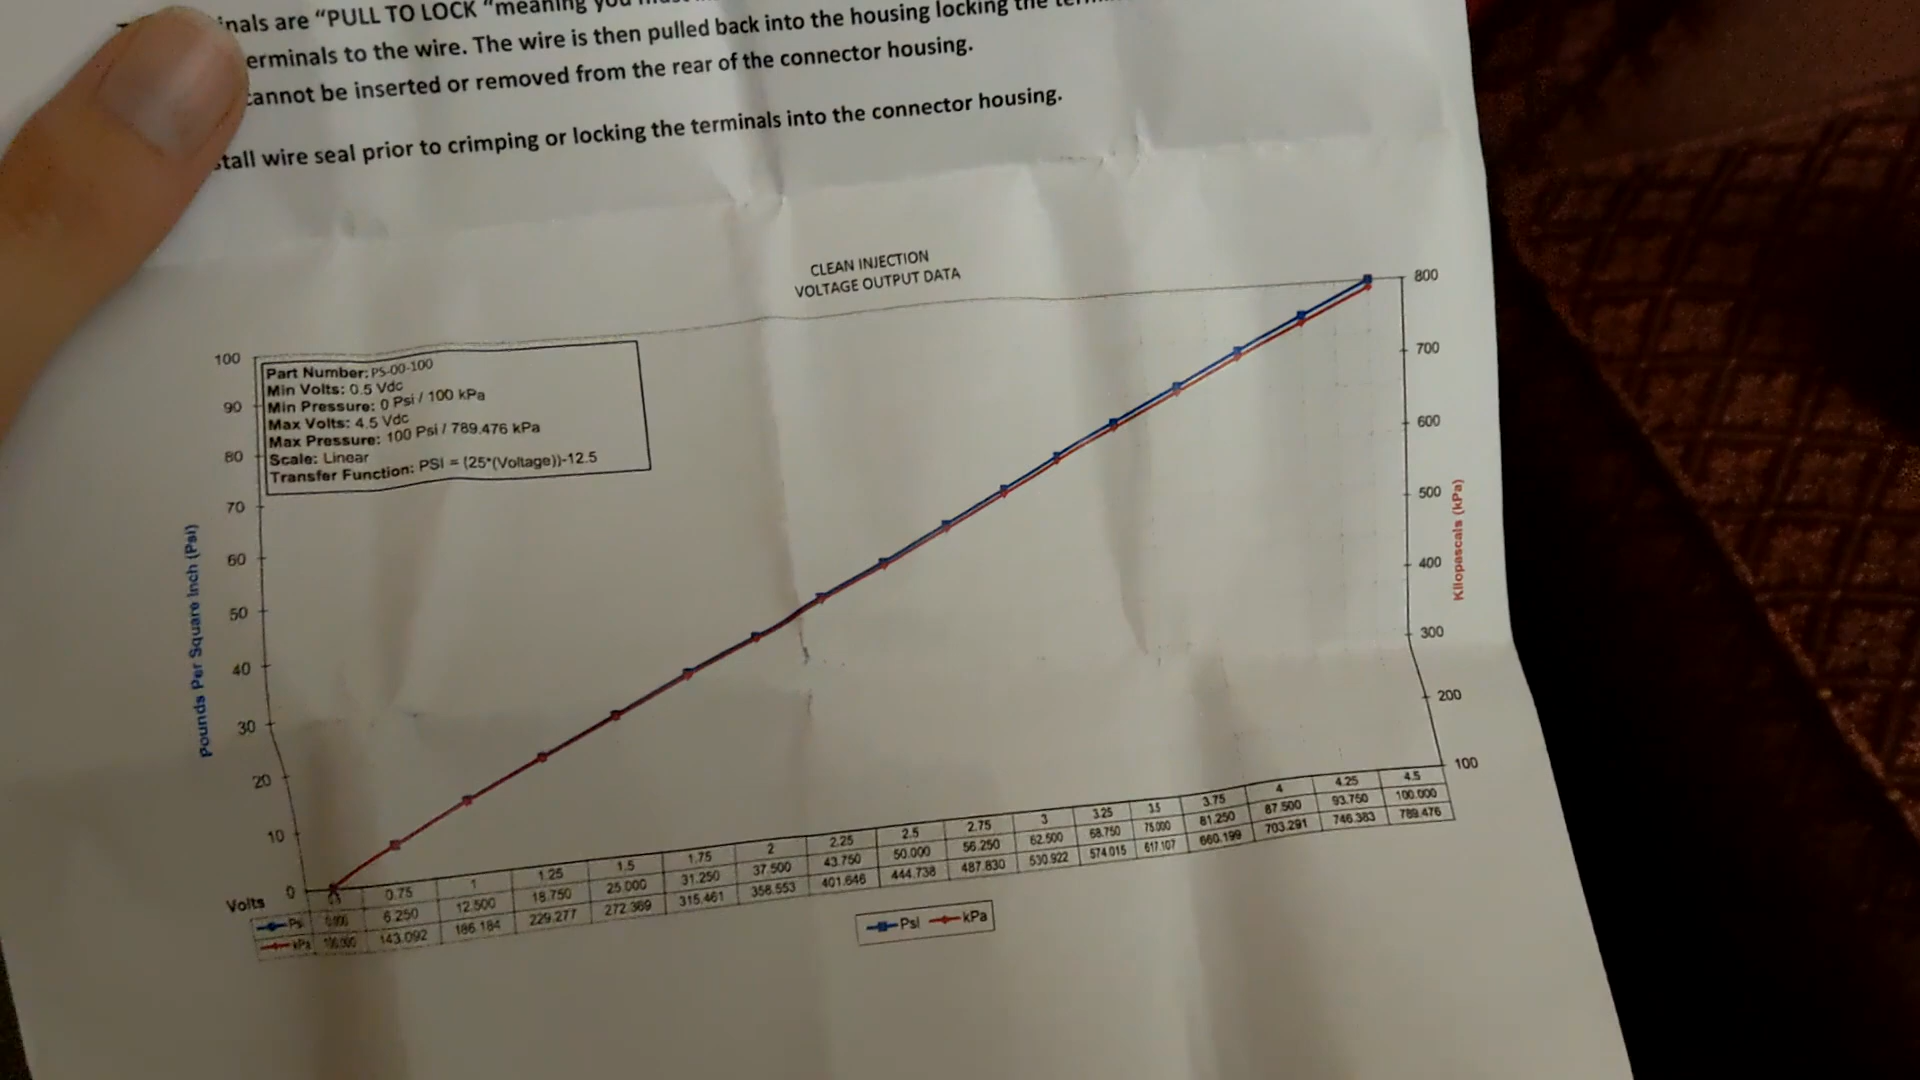 nals are "PULL TO LOCK "meaning you
erminals to the wire. The wire is then pulled back into the housing locking the
cannot be inserted or removed from the rear of the connector housing.
stall wire seal prior to crimping or locking the terminals into the connector housing.
CLEAN INJECTION
VOLTAGE OUTPUT DATA
Part Number: PS-00-100
Min Volts: 0.5 Vdc
Min Pressure: 0 Psi / 100 kPa
Max Volts: 4.5 Vdc
Max Pressure: 100 Psi / 789.476 kPa
Scale: Linear
Transfer Function: PSI = (25*(Voltage))-12.5
Pounds Per Square Inch (Psi)
100
90
80
70
60
50
40
30
20
10
0
800
700
600
500
400
300
200
100
Kilopascals (kPa)
Volts 0.75 1 1.25 1.5 1.75 2 2.25 2.5 2.75 3 3.25 3.5 3.75 4 4.25 4.5
Psi 0.000 6.250 12.500 18.750 25.000 31.250 37.500 43.750 50.000 56.250 62.500 68.750 75.000 81.250 87.500 93.750 100.000
kPa 100.000 143.092 186.184 229.277 272.369 315.461 358.553 401.646 444.738 487.830 530.922 574.015 617.107 660.199 703.291 746.383 789.476
Psi kPa